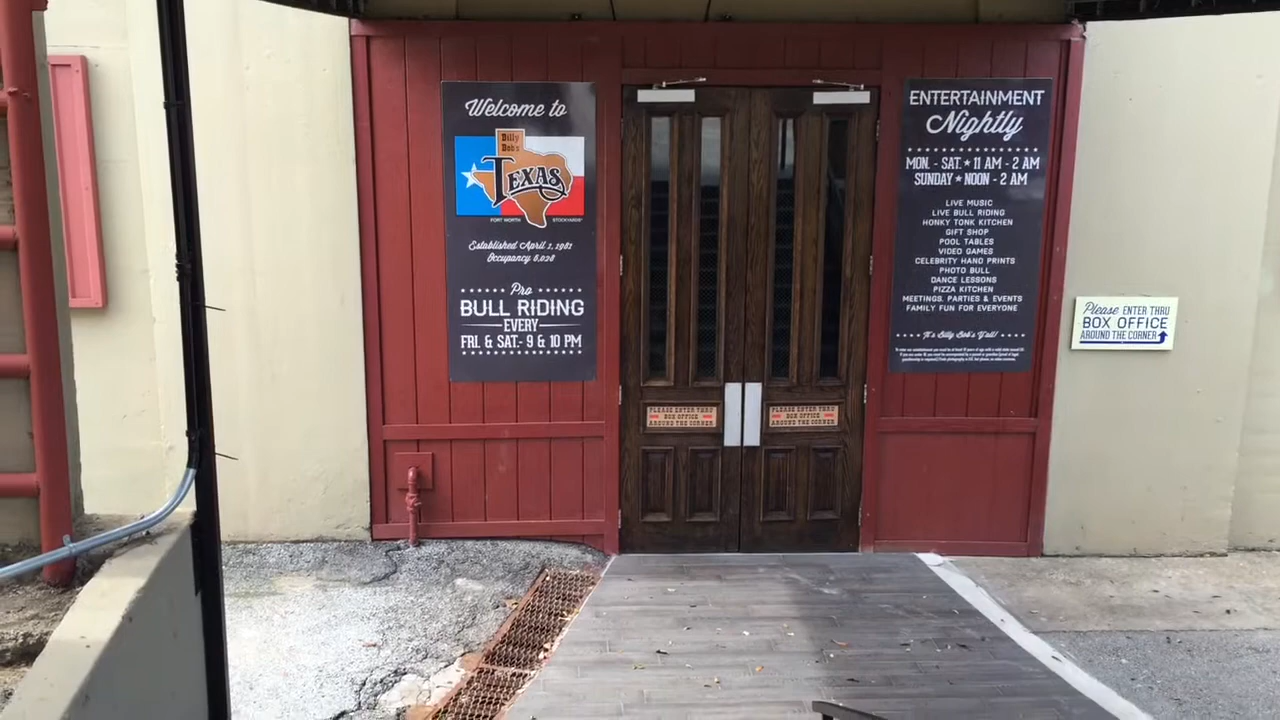 Welcome to
Billy
Bob's
TEXAS
FORT WORTH STOCKYARDS
Established April 1, 1981
Occupancy 6,028
Pro
BULL RIDING
EVERY
FRI. & SAT.- 9 & 10 PM
PLEASE ENTER THRU
BOX OFFICE
AROUND THE CORNER
PLEASE ENTER THRU
BOX OFFICE
AROUND THE CORNER
ENTERTAINMENT
Nightly
MON. - SAT. ★ 11 AM - 2 AM
SUNDAY ★ NOON - 2 AM
LIVE MUSIC
LIVE BULL RIDING
HONKY TONK KITCHEN
GIFT SHOP
POOL TABLES
VIDEO GAMES
CELEBRITY HAND PRINTS
PHOTO BULL
DANCE LESSONS
PIZZA KITCHEN
MEETINGS, PARTIES & EVENTS
FAMILY FUN FOR EVERYONE
It's Billy Bob's Y'all!
Please ENTER THRU
BOX OFFICE
AROUND THE CORNER